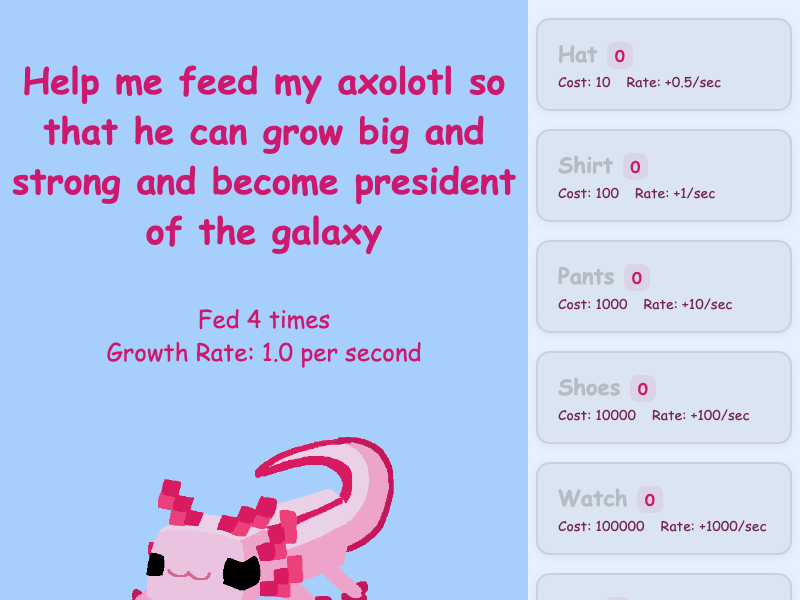 Help me feed my axolotl so
that he can grow big and
strong and become president
of the galaxy
Fed 4 times
Growth Rate: 1.0 per second
Hat 0
Cost: 10 Rate: +0.5/sec
Shirt 0
Cost: 100 Rate: +1/sec
Pants 0
Cost: 1000 Rate: +10/sec
Shoes 0
Cost: 10000 Rate: +100/sec
Watch 0
Cost: 100000 Rate: +1000/sec